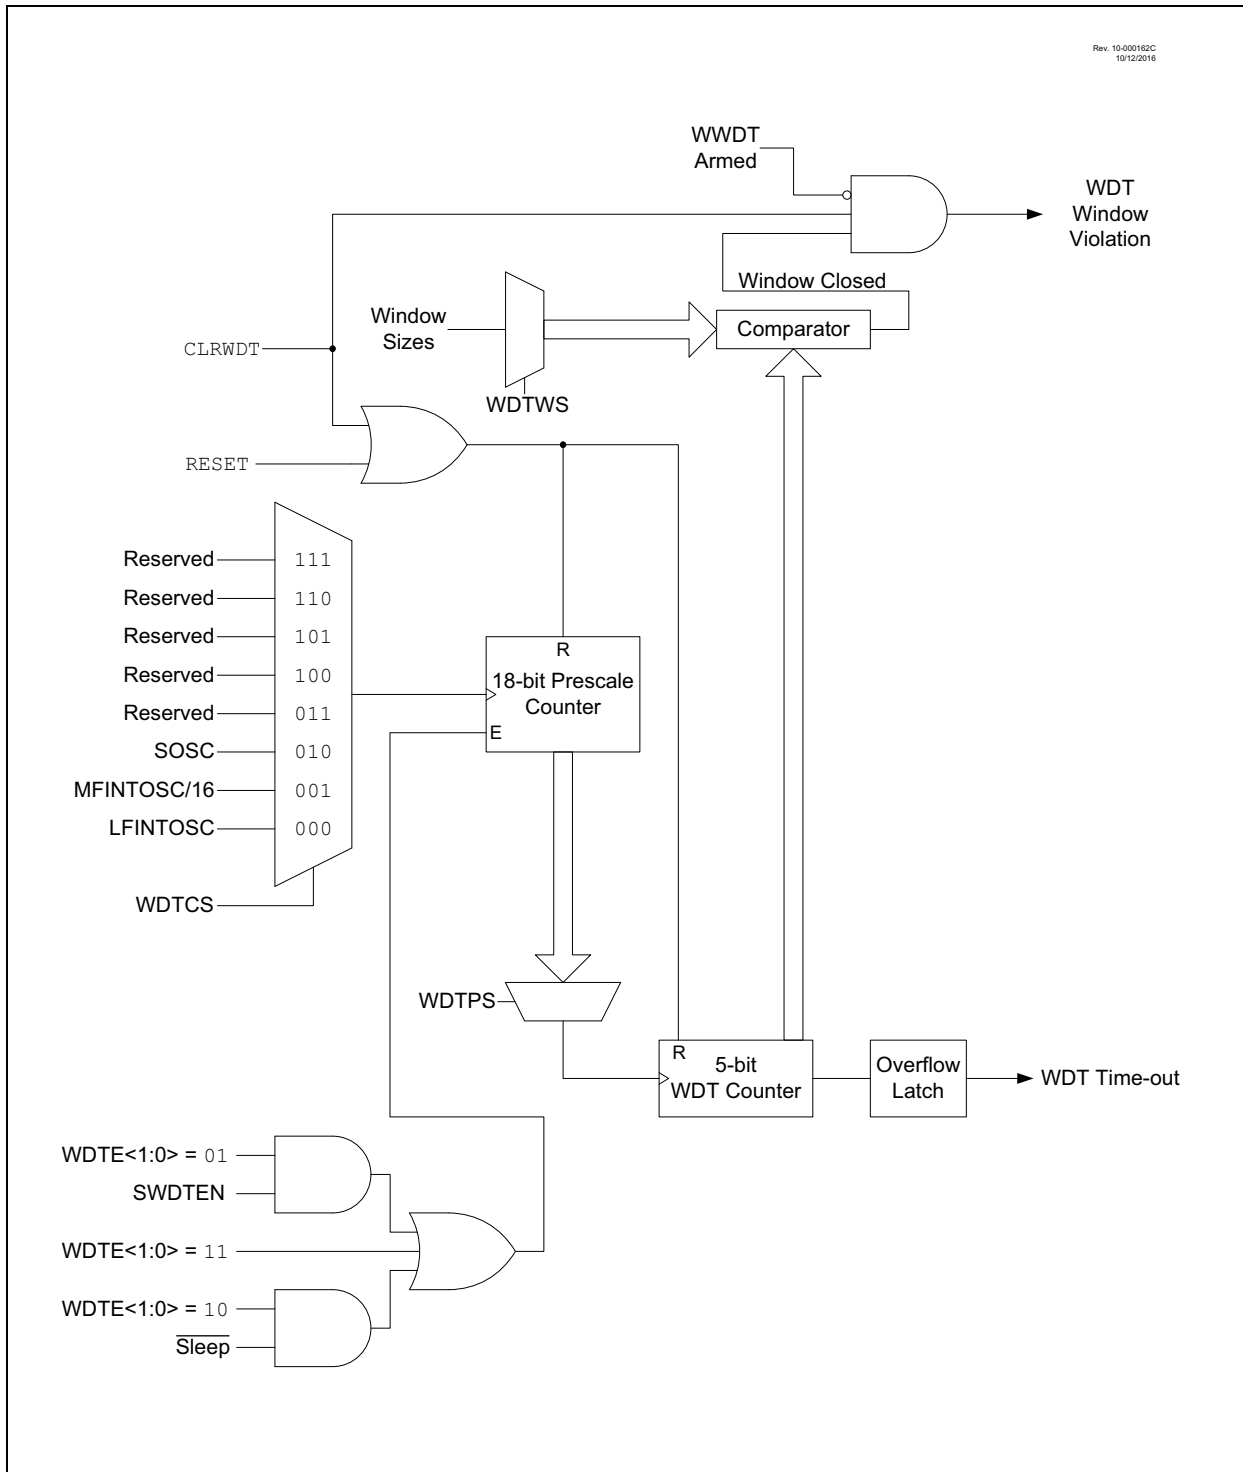 Rev. 10-000162C
10/12/2016
WWDT
Armed
WDT
Window
Violation
Window Closed
Window
Sizes
Comparator
CLRWDT
WDTWS
RESET
Reserved 111
Reserved 110
Reserved 101
Reserved 100
Reserved 011
SOSC 010
MFINTOSC/16 001
LFINTOSC 000
WDTCS
R
18-bit Prescale
Counter
E
WDTPS
R
5-bit
WDT Counter
Overflow
Latch
WDT Time-out
WDTE<1:0> = 01
SWDTEN
WDTE<1:0> = 11
WDTE<1:0> = 10
Sleep